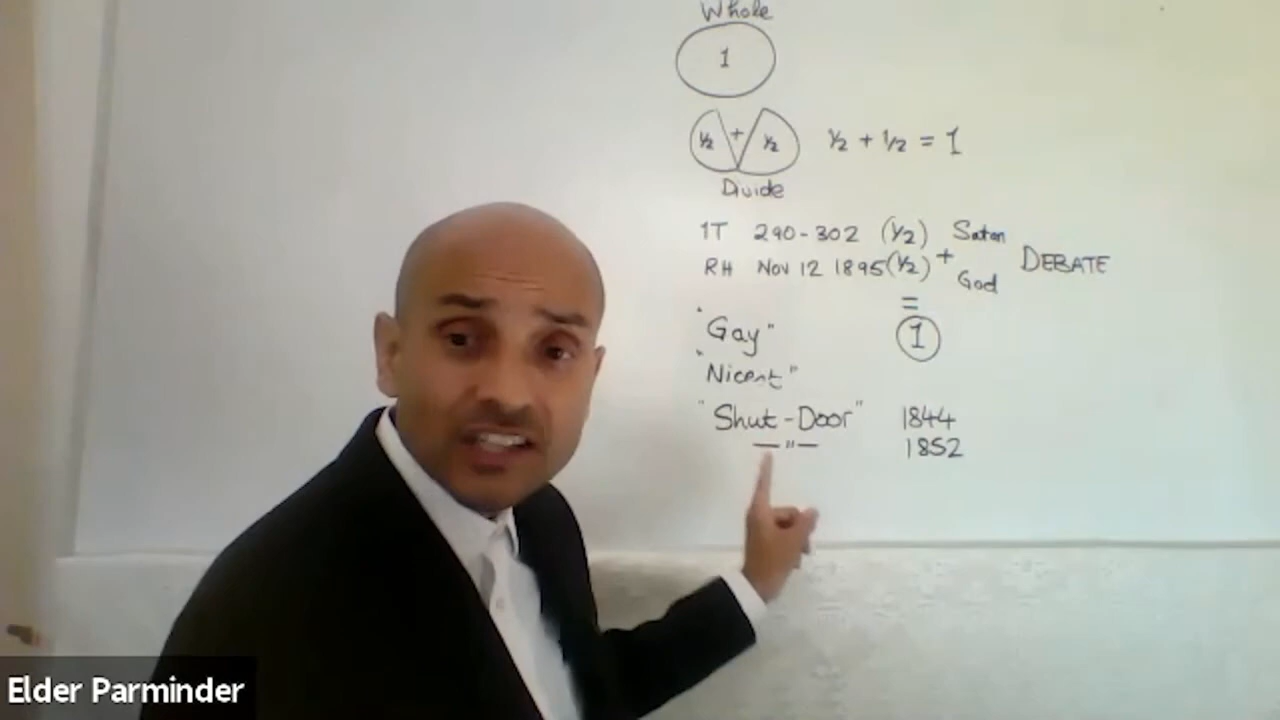 Whole
1
½ + ½ ½ + ½ = 1
Divide
1T 290-302 (½) Satan
RH Nov 12 1895 (½) + God DEBATE
=
"Gay" 1
"Nicent"
"Shut-Door" 1844
—"— 1852
Elder Parminder